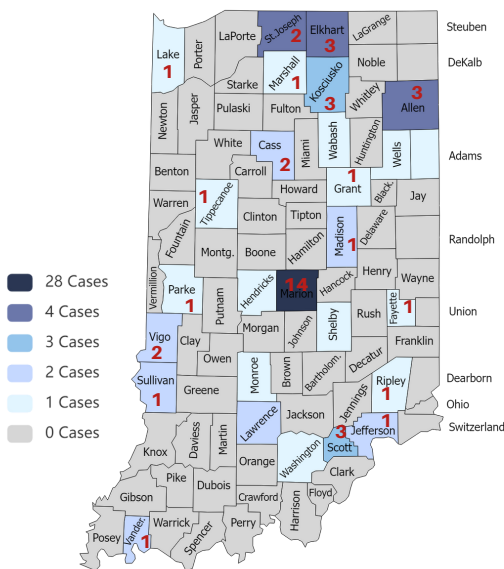 Steuben
DeKalb
Adams
Randolph
Union
Dearborn
Ohio
Switzerland
LaPorte
St.Joseph
2
Elkhart
3
LaGrange
Lake
1
Porter
Marshall
1
Kosciusko
3
Noble
Starke
Whitley
3
Allen
Newton
Jasper
Pulaski
Fulton
Wabash
Huntington
Wells
White
Cass
2
Miami
Benton
Carroll
1
Grant
Black.
Jay
Warren
1
Tippecanoe
Howard
Clinton
Tipton
Madison
1
Delaware
Fountain
Montg.
Boone
Hamilton
Vermillion
Parke
1
Putnam
Hendricks
14
Marion
Hancock
Henry
Wayne
Fayette
1
Vigo
2
Clay
Morgan
Johnson
Shelby
Rush
Franklin
Owen
Sullivan
1
Greene
Monroe
Brown
Bartholom.
Decatur
Ripley
1
Jennings
Lawrence
Jackson
3
Scott
1
Jefferson
Knox
Daviess
Martin
Orange
Washington
Clark
Gibson
Pike
Dubois
Crawford
Harrison
Floyd
Posey
Vander.
1
Warrick
Spencer
Perry
28 Cases
4 Cases
3 Cases
2 Cases
1 Cases
0 Cases